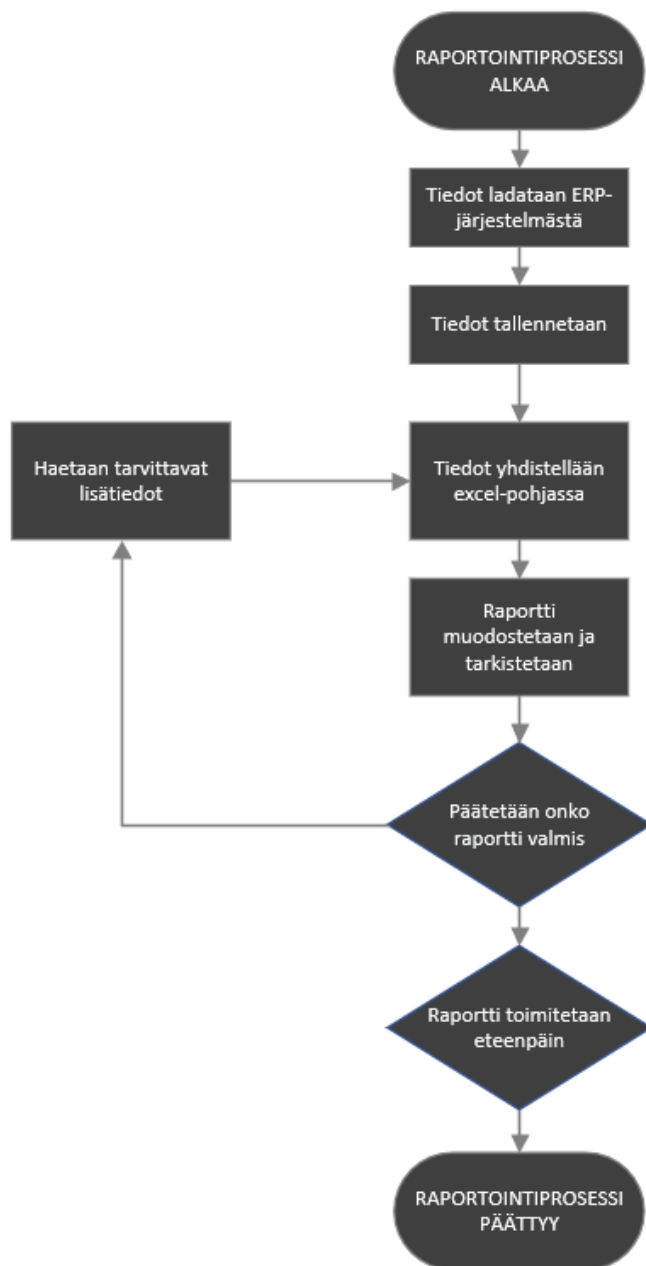 RAPORTOINTIPROSESSI
ALKAA
Tiedot ladataan ERP-
järjestelmästä
Tiedot tallennetaan
Haetaan tarvittavat
lisätiedot
Tiedot yhdistellään
excel-pohjassa
Raportti
muodostetaan ja
tarkistetaan
Päätetään onko
raportti valmis
Raportti toimitetaan
eteenpäin
RAPORTOINTIPROSESSI
PÄÄTTYY